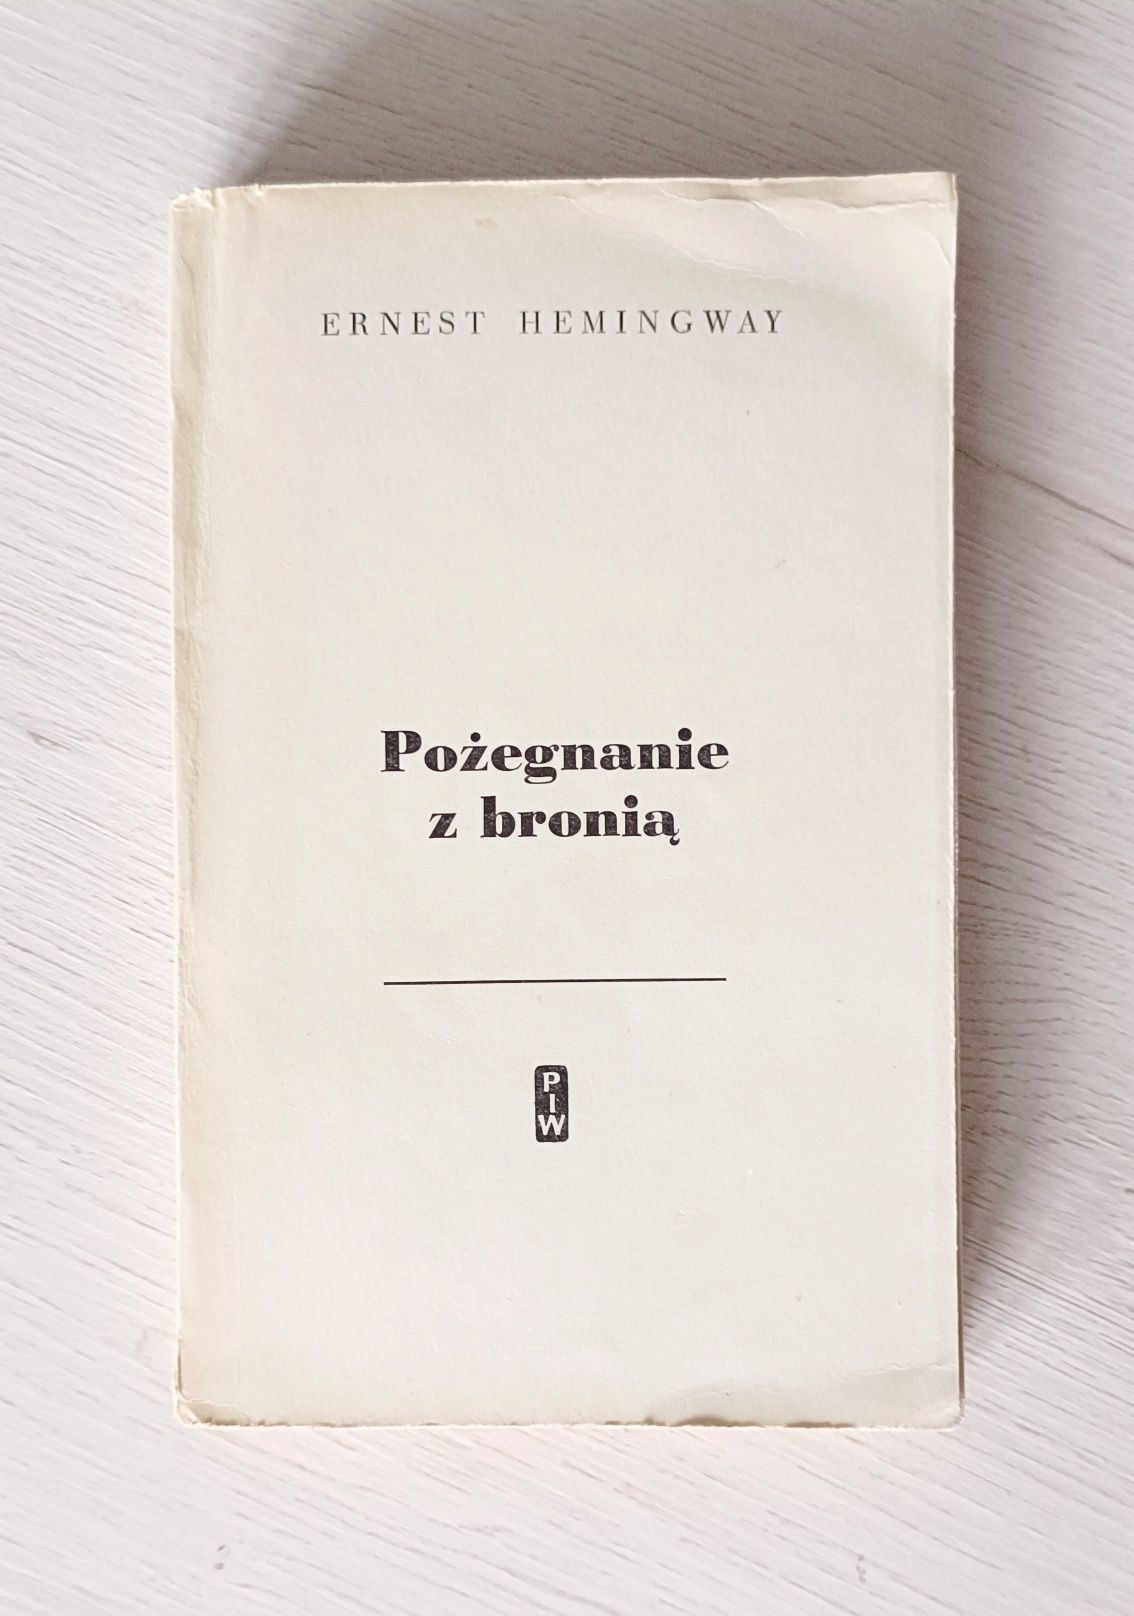 ERNEST HEMINGWAY
Pożegnanie
z bronią
P
I
W